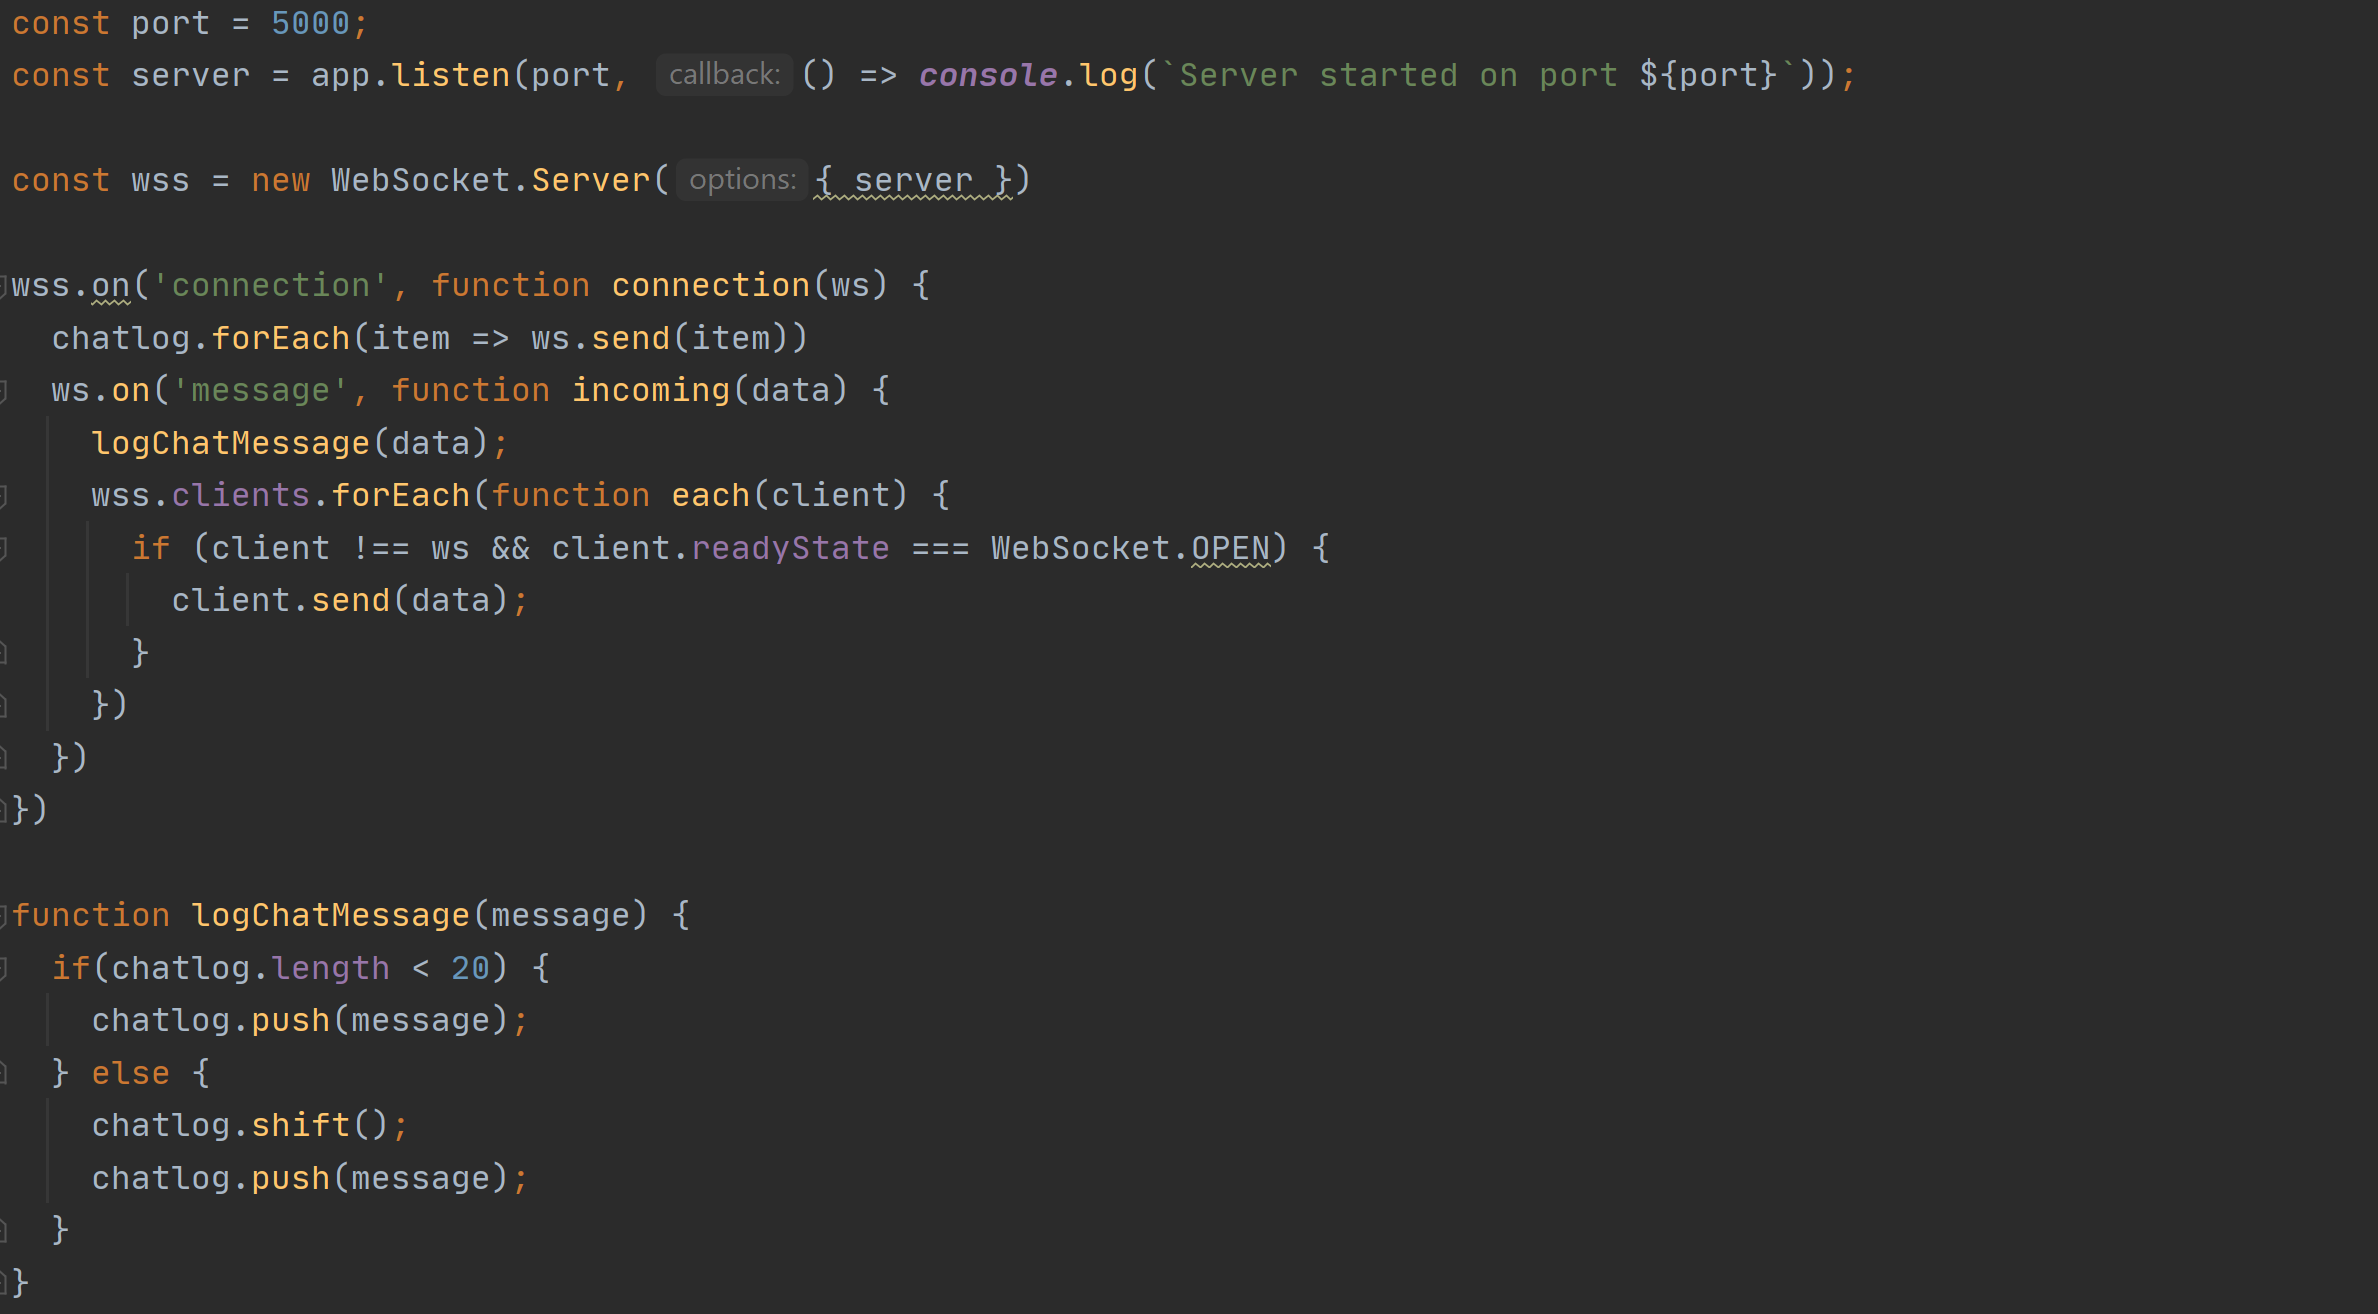 const port = 5000;
const server = app.listen(port, callback: () => console.log(`Server started on port ${port}`));
const wss = new WebSocket.Server( options: { server })
wss.on('connection', function connection(ws) {
  chatlog.forEach(item => ws.send(item))
  ws.on('message', function incoming(data) {
    logChatMessage(data);
    wss.clients.forEach(function each(client) {
      if (client !== ws && client.readyState === WebSocket.OPEN) {
        client.send(data);
      }
    })
  })
})
function logChatMessage(message) {
  if(chatlog.length < 20) {
    chatlog.push(message);
  } else {
    chatlog.shift();
    chatlog.push(message);
  }
}